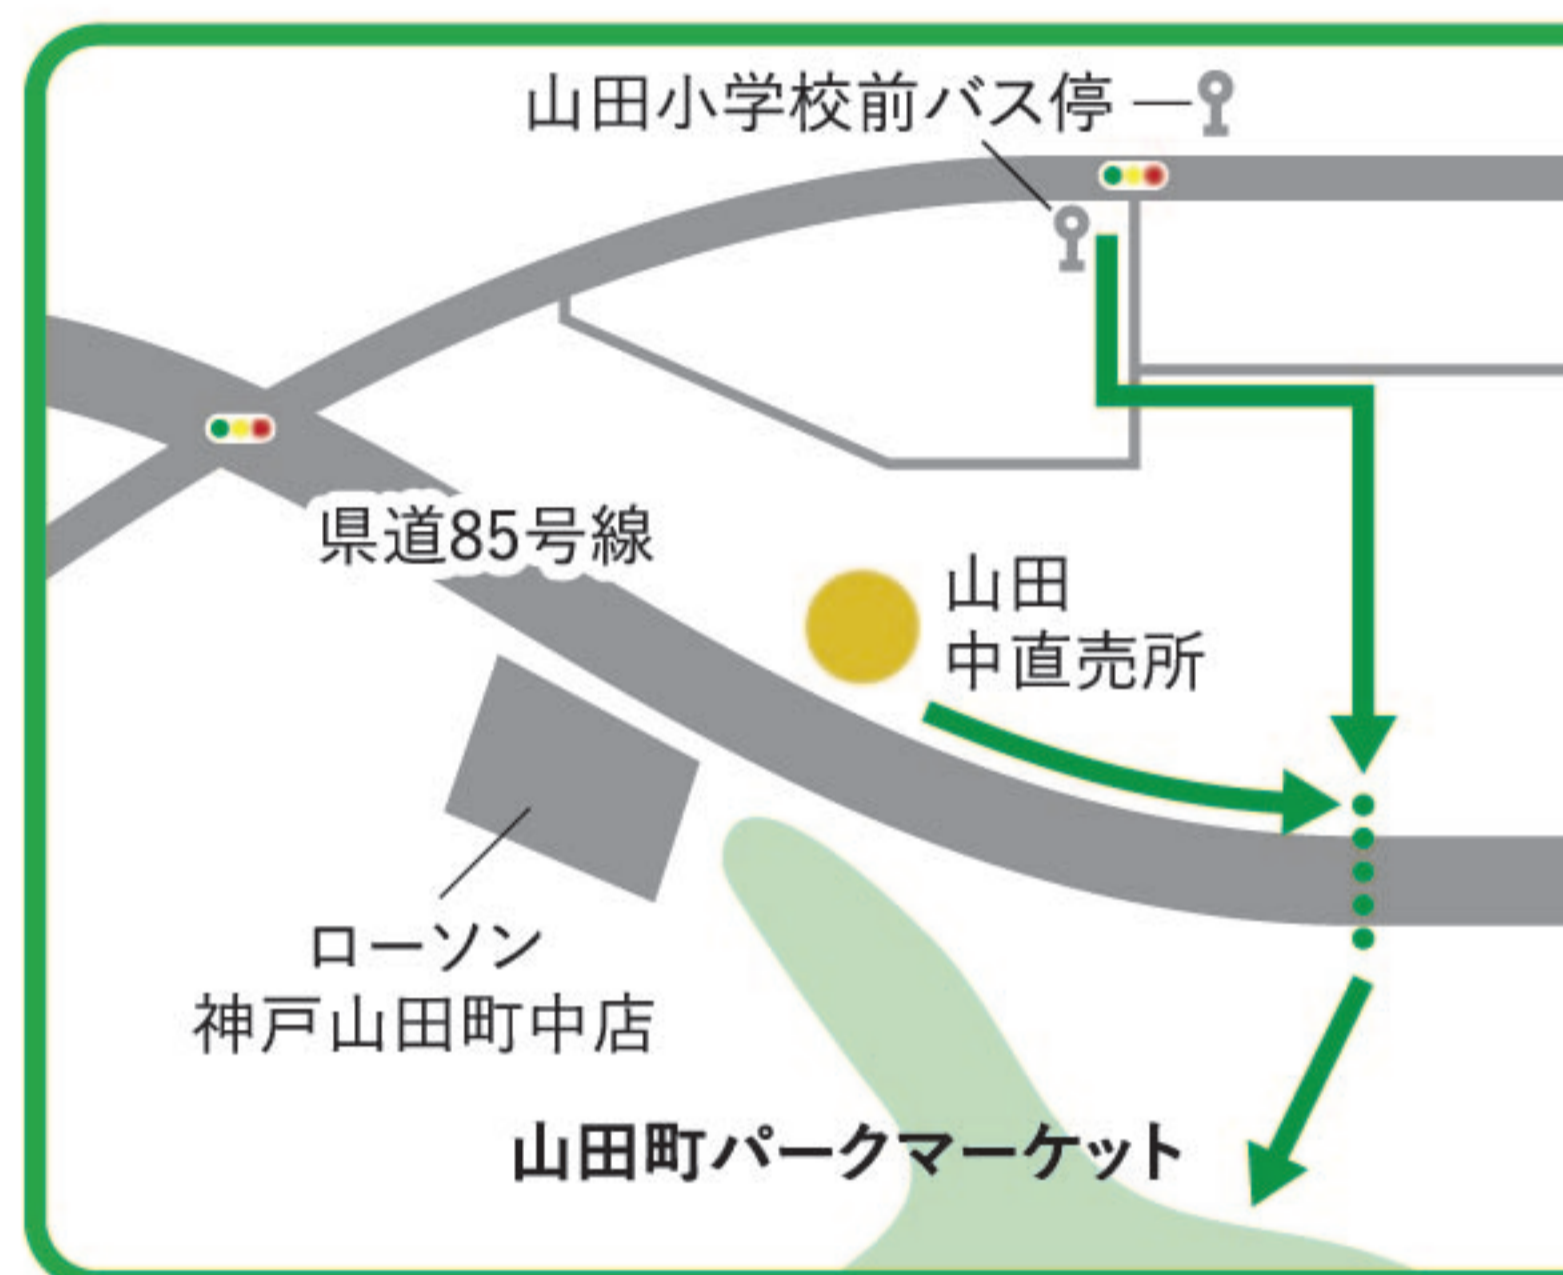 山田小学校前バス停
県道85号線
山田
中直売所
ローソン
神戸山田町中店
山田町パークマーケット